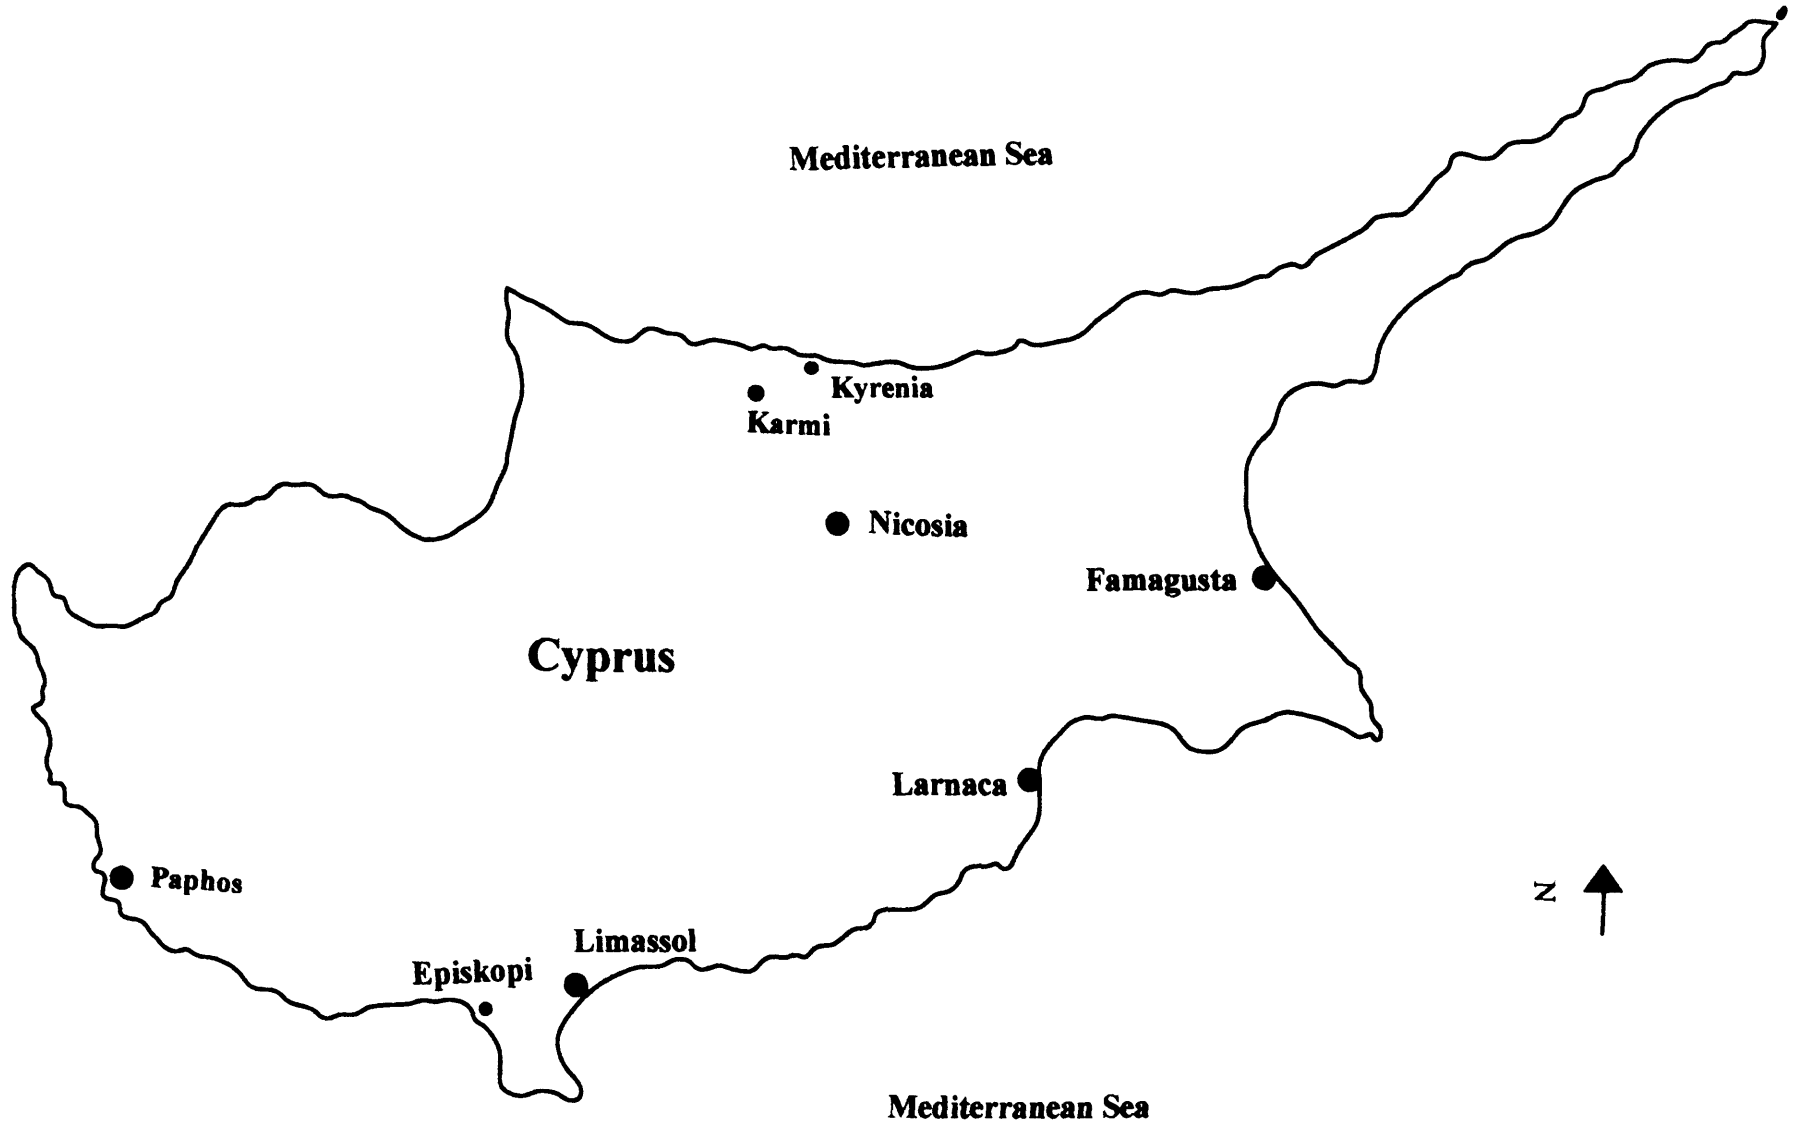 Mediterranean Sea
Kyrenia
Karmi
Nicosia
Famagusta
Cyprus
Larnaca
Paphos
N
Limassol
Episkopi
Mediterranean Sea